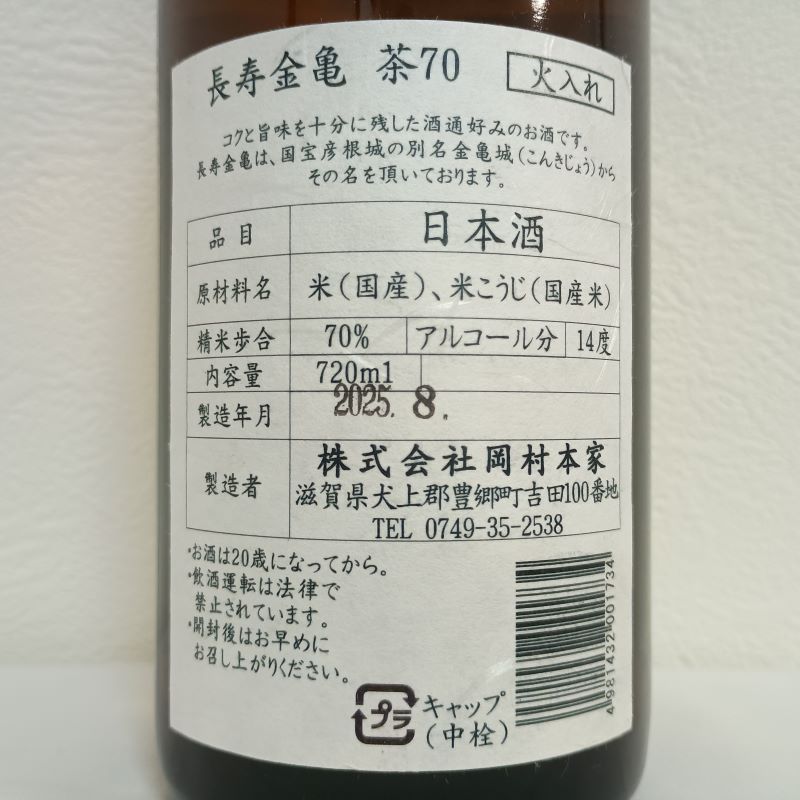 長寿金亀 茶70 火入れ
コクと旨味を十分に残した酒通好みのお酒です。
長寿金亀は、国宝彦根城の別名金亀城(こんきじょう)から
その名を頂いております。
品目 日本酒
原材料名 米(国産)、米こうじ(国産米)
精米歩合 70% アルコール分 14度
内容量 720ml
製造年月 2025. 8.
製造者 株式会社岡村本家
滋賀県犬上郡豊郷町吉田100番地
TEL 0749-35-2538
・お酒は20歳になってから。
・飲酒運転は法律で
禁止されています。
・開封後はお早めに
お召し上がりください。
4981432001734
プラ キャップ
(中栓)